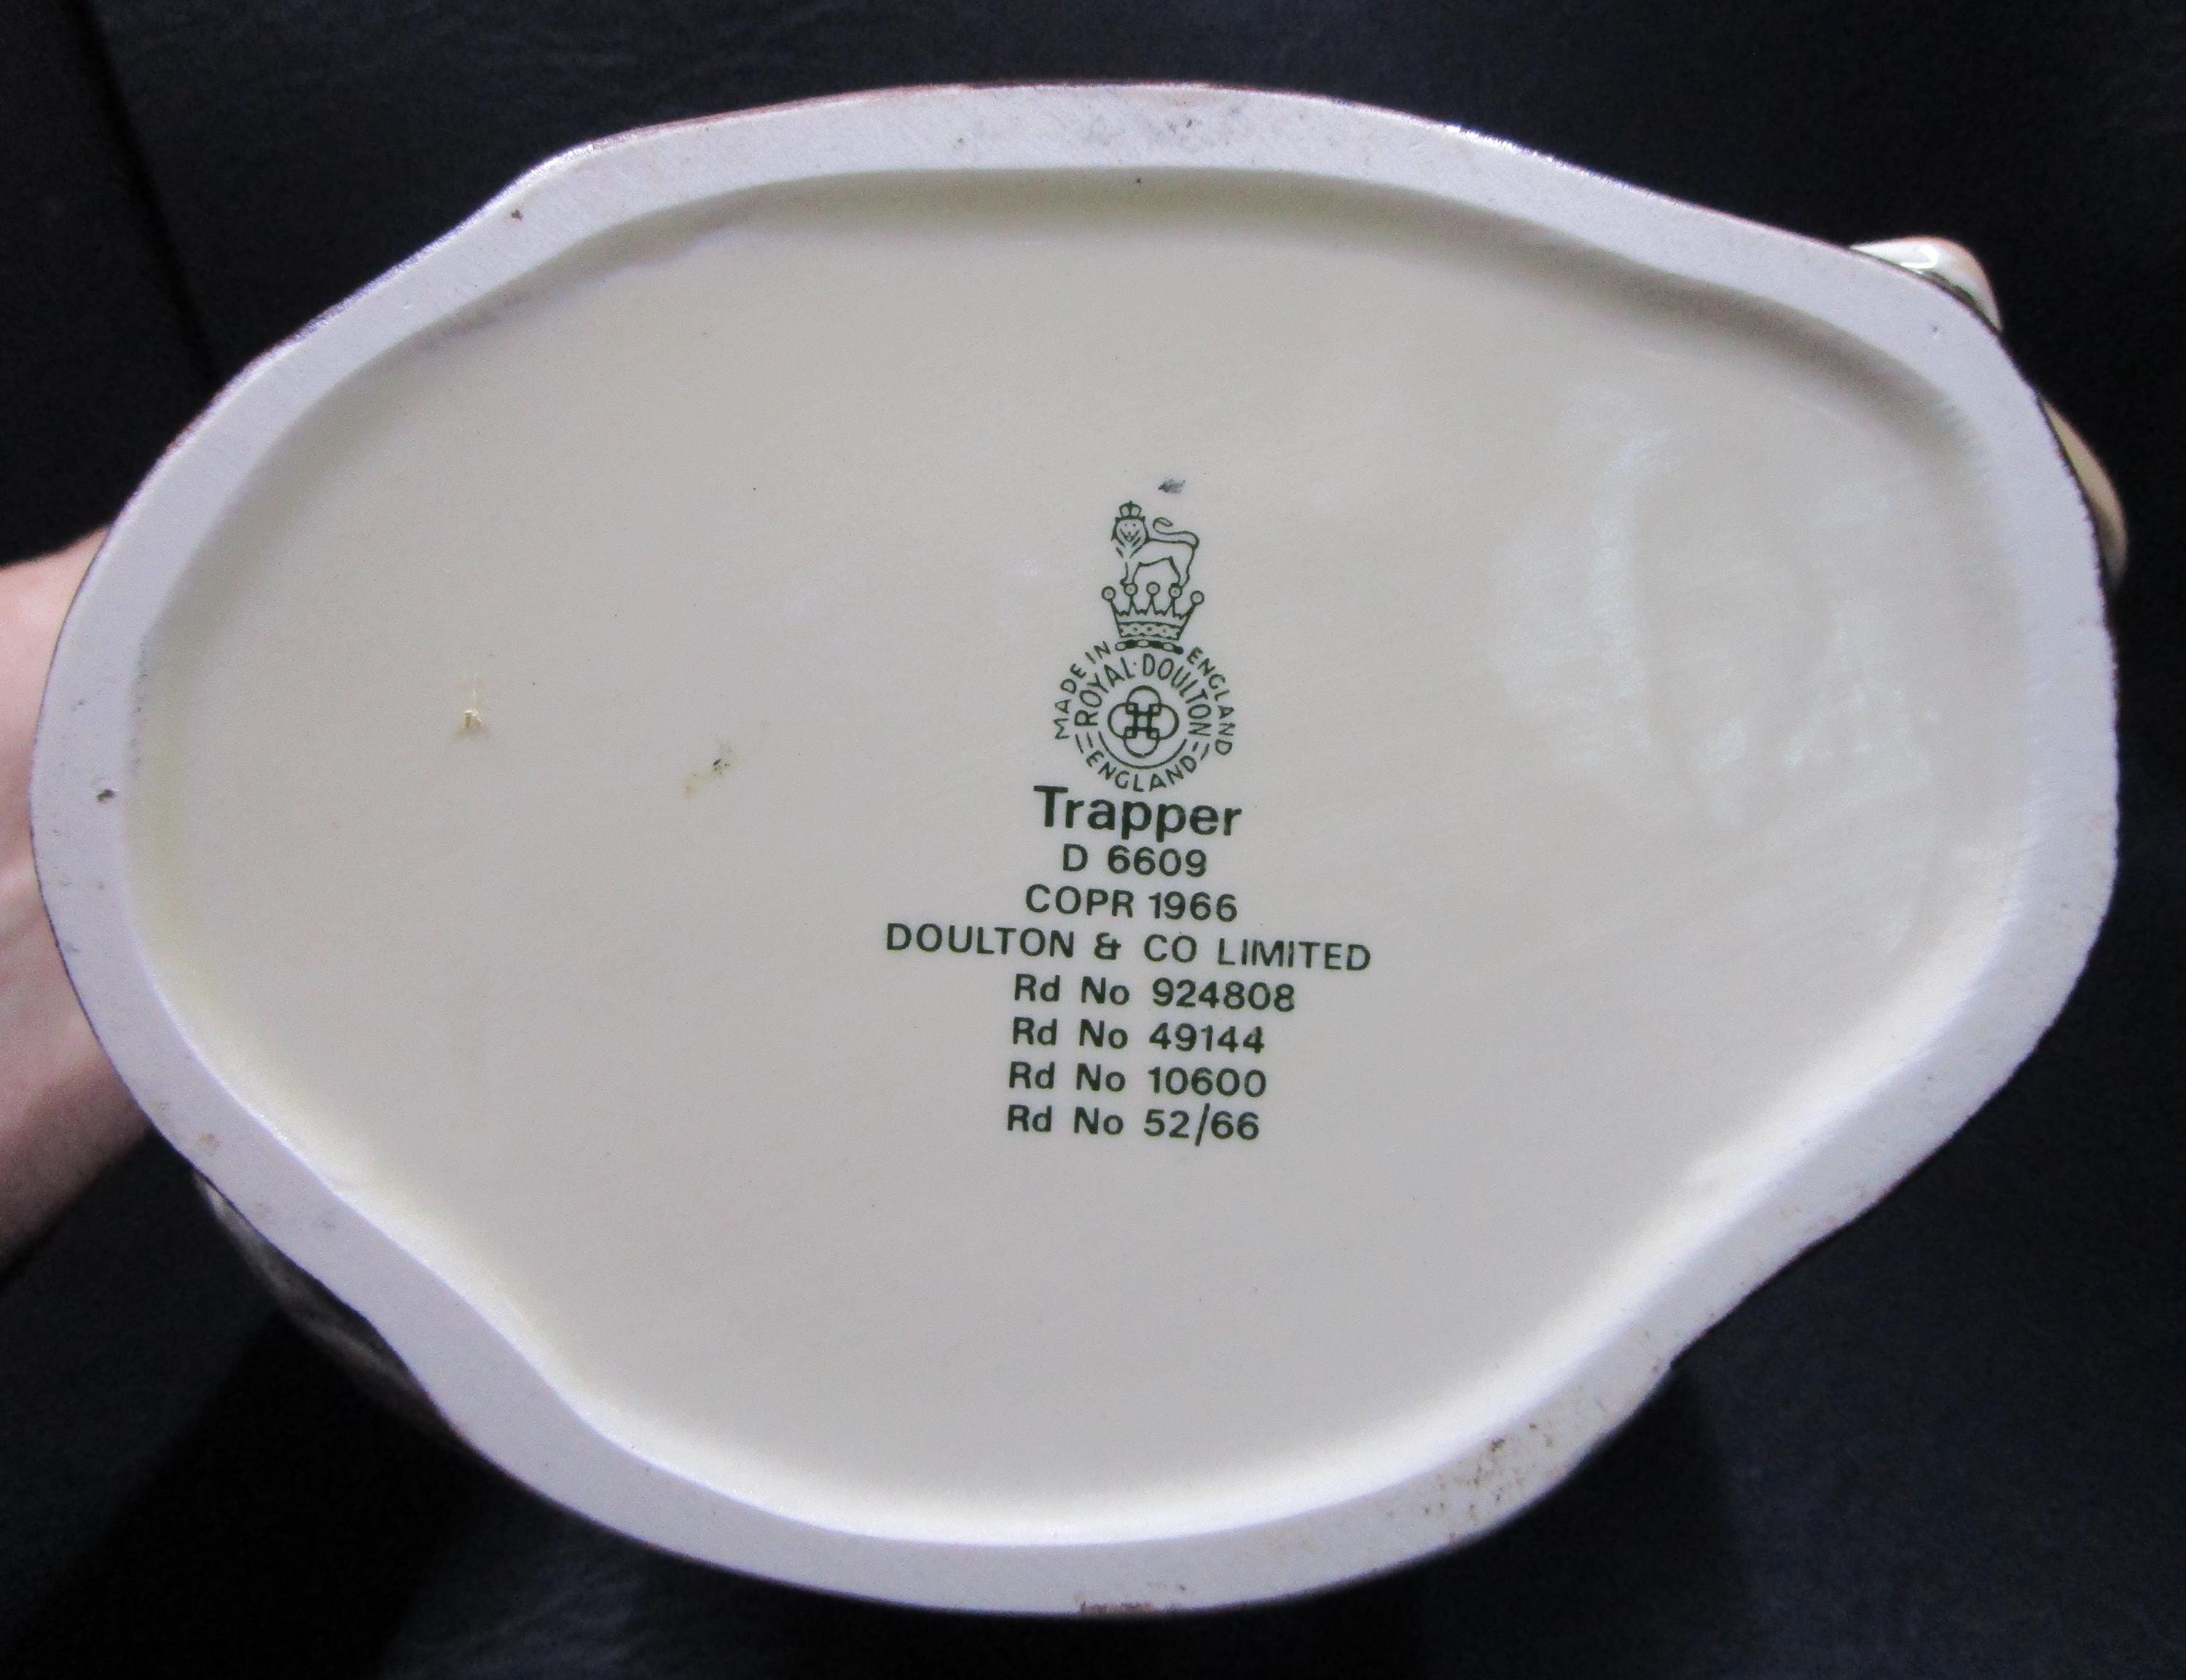 MADE IN ENGLAND
ROYAL·DOULTON
ENGLAND
Trapper
D 6609
COPR 1966
DOULTON & CO LIMITED
Rd No 924808
Rd No 49144
Rd No 10600
Rd No 52/66